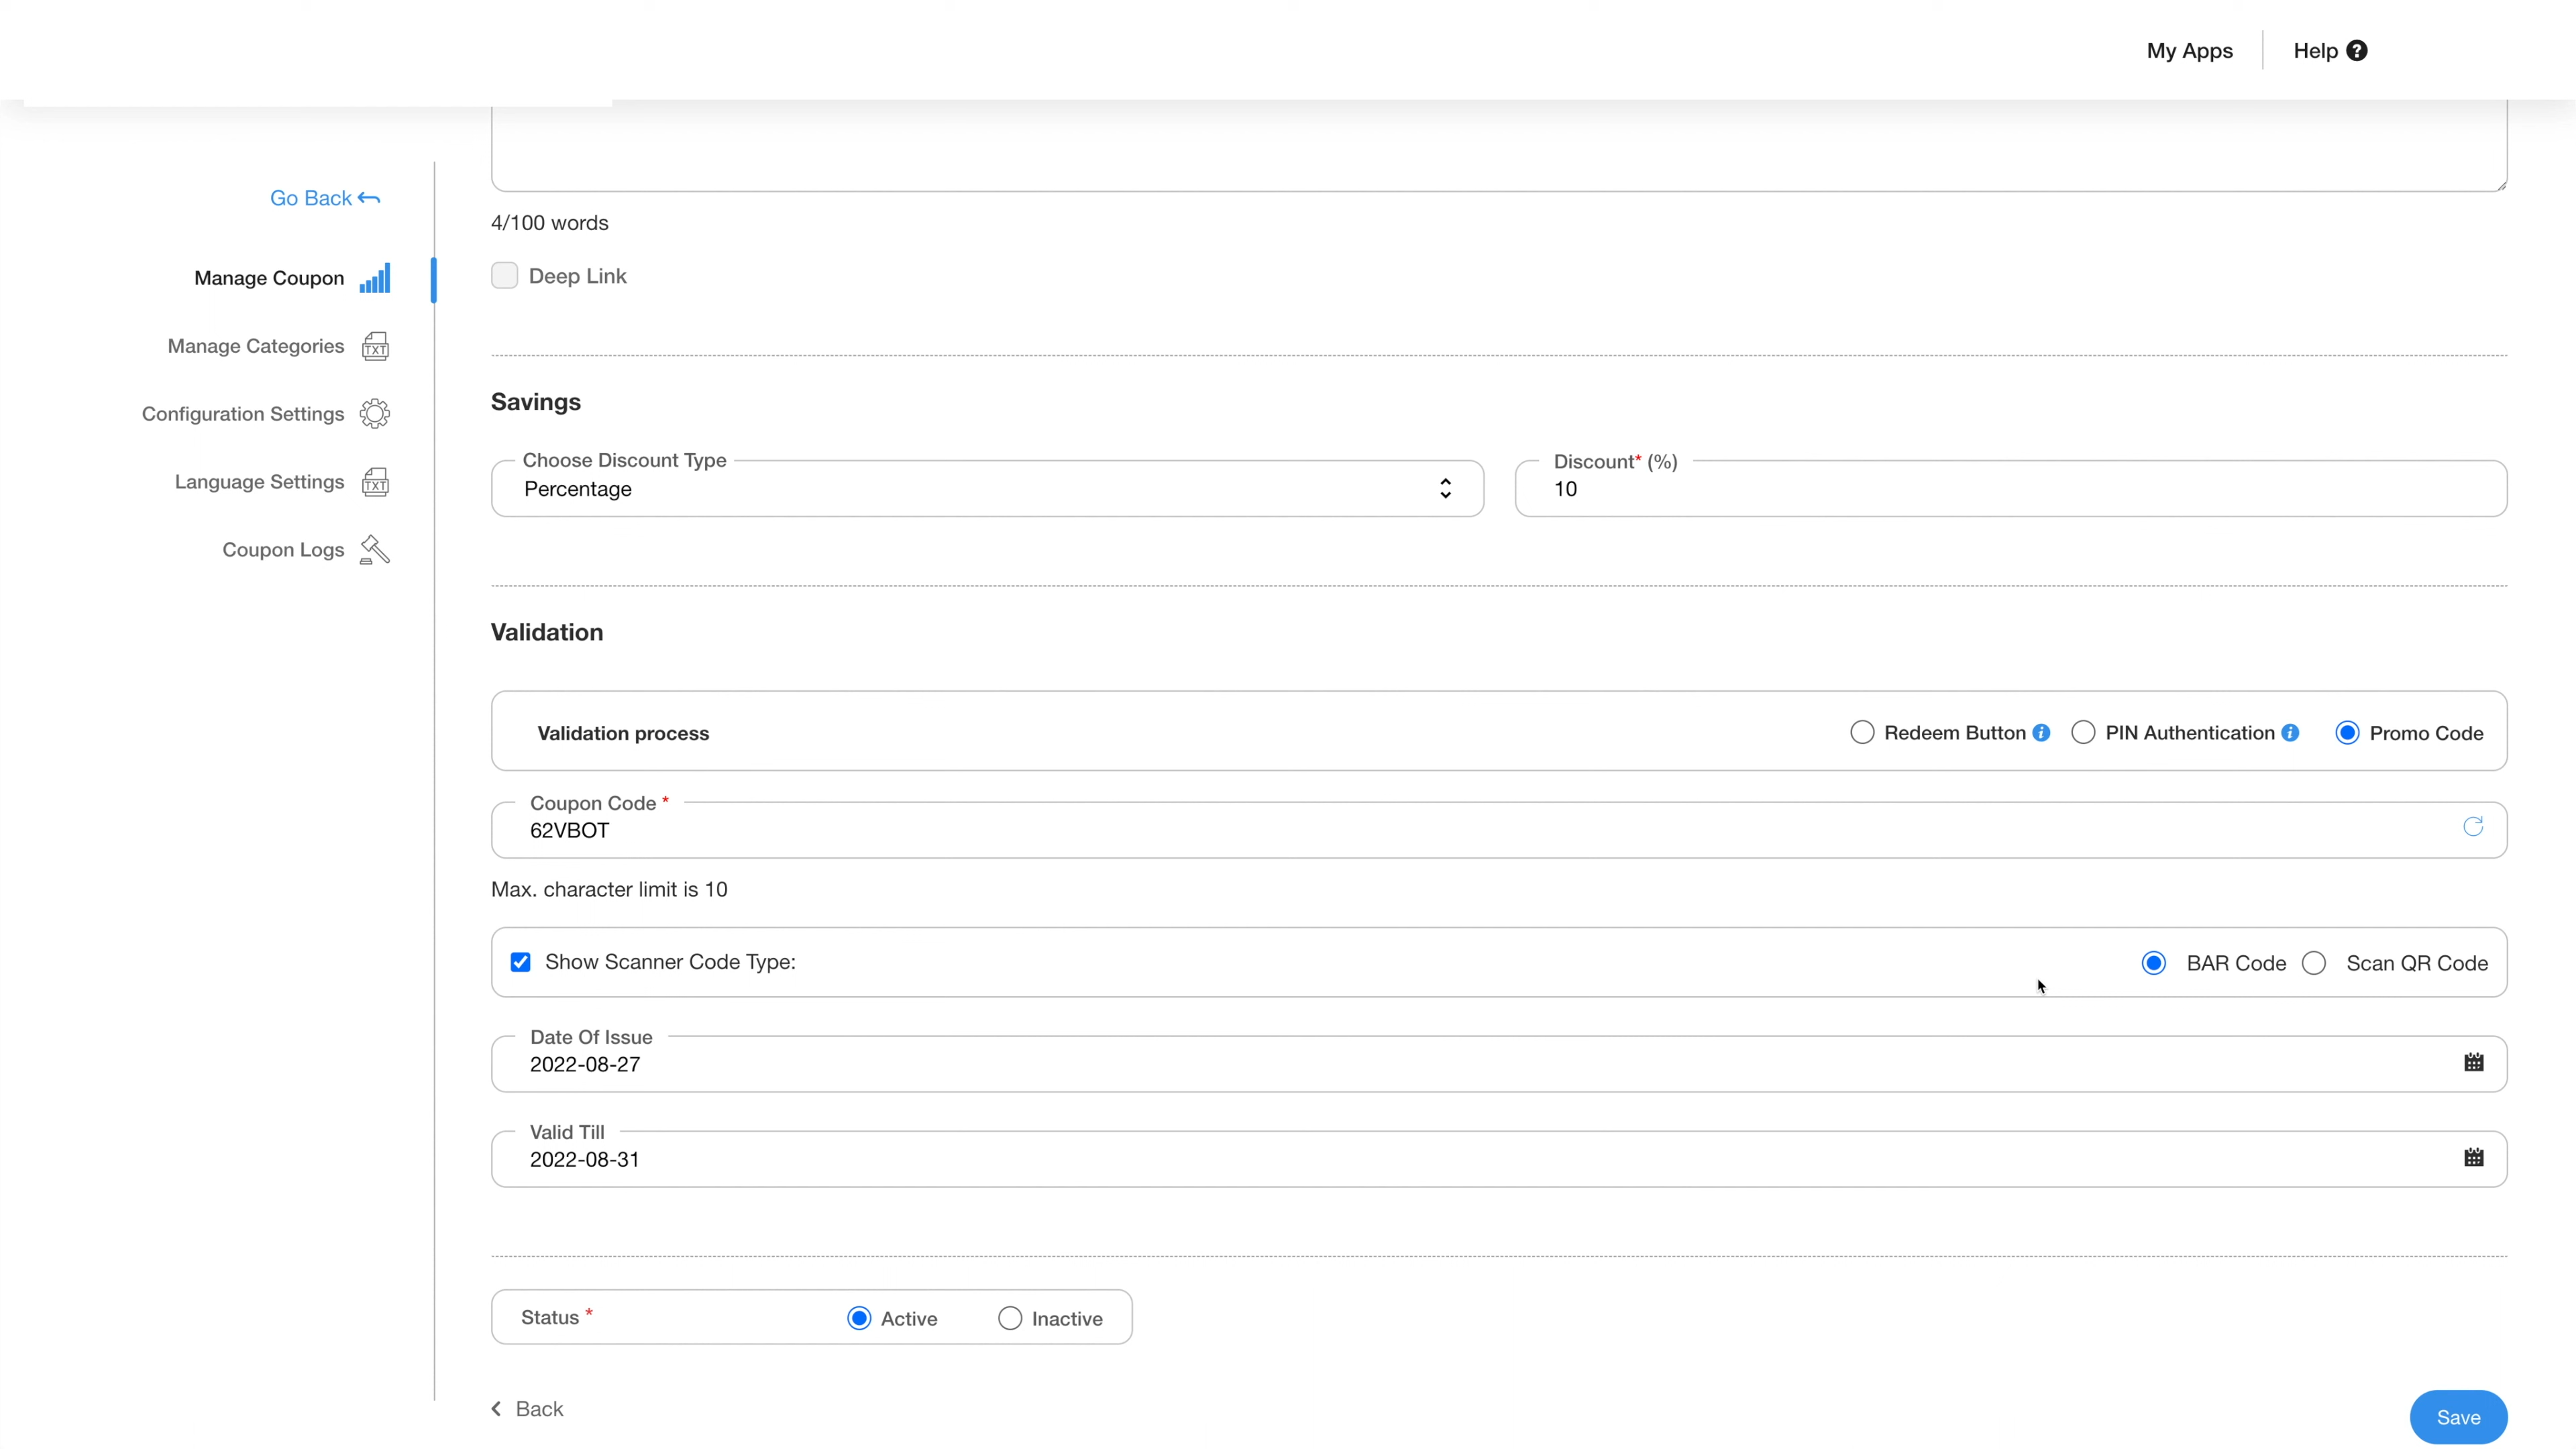 My Apps
Help ?
Go Back
Manage Coupon
Manage Categories
TXT
Configuration Settings
Language Settings
TXT
Coupon Logs
4/100 words
Deep Link
Savings
Choose Discount Type
Percentage
Discount* (%)
10
Validation
Validation process
Redeem Button i
PIN Authentication i
Promo Code
Coupon Code *
62VBOT
Max. character limit is 10
Show Scanner Code Type:
BAR Code
Scan QR Code
Date Of Issue
2022-08-27
Valid Till
2022-08-31
Status *
Active
Inactive
Back
Save